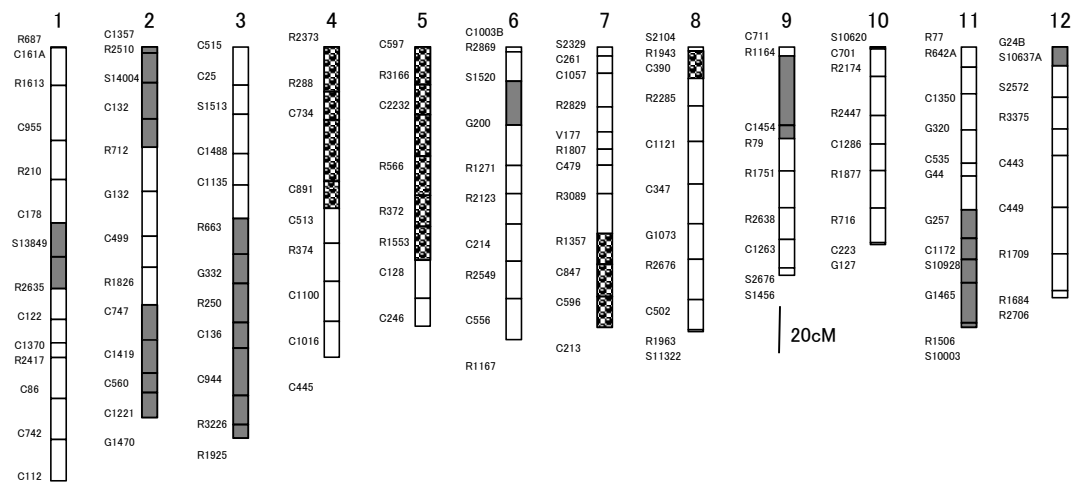 1
R687
C161A
R1613
C955
R210
C178
S13849
R2635
C122
C1370
R2417
C86
C742
C112
2
C1357
R2510
S14004
C132
R712
G132
C499
R1826
C747
C1419
C560
C1221
G1470
3
C515
C25
S1513
C1488
C1135
R663
G332
R250
C136
C944
R3226
R1925
4
R2373
R288
C734
C891
C513
R374
C1100
C1016
C445
5
C597
R3166
C2232
R566
R372
R1553
C128
C246
6
C1003B
R2869
S1520
G200
R1271
R2123
C214
R2549
C556
R1167
7
S2329
C261
C1057
R2829
V177
R1807
C479
R3089
R1357
C847
C596
C213
8
S2104
R1943
C390
R2285
C1121
C347
G1073
R2676
C502
R1963
S11322
9
C711
R1164
C1454
R79
R1751
R2638
C1263
S2676
S1456
20cM
10
S10620
C701
R2174
R2447
C1286
R1877
R716
C223
G127
11
R77
R642A
C1350
G320
C535
G44
G257
C1172
S10928
G1465
R1506
S10003
12
G24B
S10637A
S2572
R3375
C443
C449
R1709
R1684
R2706